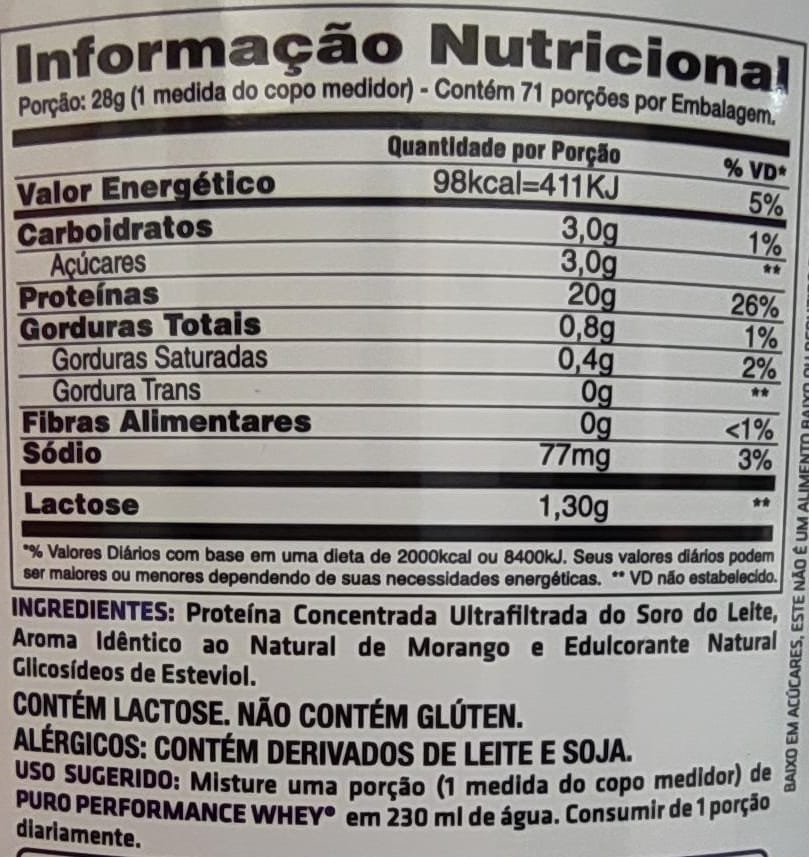 Informação Nutricional
Porção: 28g (1 medida do copo medidor) - Contém 71 porções por Embalagem.
Quantidade por Porção % VD*
Valor Energético 98kcal=411KJ 5%
Carboidratos 3,0g 1%
Açúcares 3,0g **
Proteínas 20g 26%
Gorduras Totais 0,8g 1%
Gorduras Saturadas 0,4g 2%
Gordura Trans 0g **
Fibras Alimentares 0g <1%
Sódio 77mg 3%
Lactose 1,30g **
*% Valores Diários com base em uma dieta de 2000kcal ou 8400kJ. Seus valores diários podem
ser maiores ou menores dependendo de suas necessidades energéticas. ** VD não estabelecido.
INGREDIENTES: Proteína Concentrada Ultrafiltrada do Soro do Leite,
Aroma Idêntico ao Natural de Morango e Edulcorante Natural
Glicosídeos de Esteviol.
CONTÉM LACTOSE. NÃO CONTÉM GLÚTEN.
ALÉRGICOS: CONTÉM DERIVADOS DE LEITE E SOJA.
USO SUGERIDO: Misture uma porção (1 medida do copo medidor) de
PURO PERFORMANCE WHEY® em 230 ml de água. Consumir de 1 porção
diariamente.
BAIXO EM AÇÚCARES, ESTE NÃO É UM ALIMENTO BAIXO OU